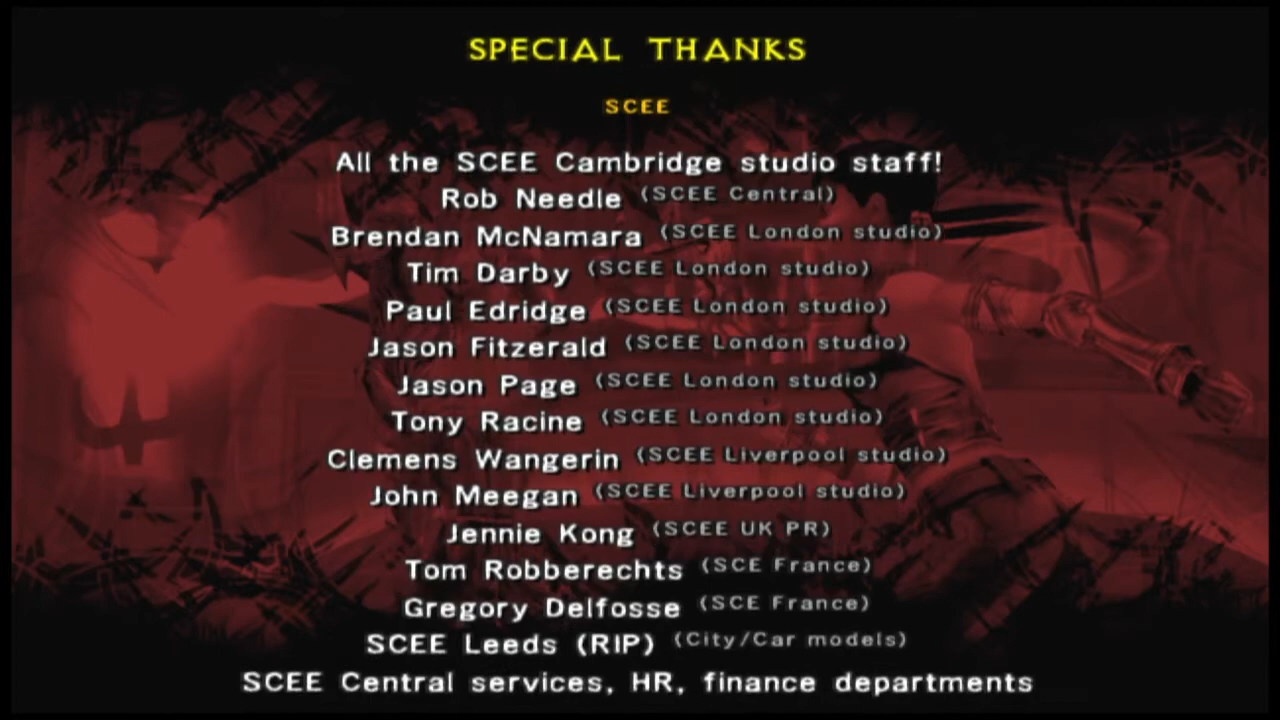 SPECIAL THANKS
SCEE
All the SCEE Cambridge studio staff!
Rob Needle (SCEE Central)
Brendan McNamara (SCEE London studio)
Tim Darby (SCEE London studio)
Paul Edridge (SCEE London studio)
Jason Fitzerald (SCEE London studio)
Jason Page (SCEE London studio)
Tony Racine (SCEE London studio)
Clemens Wangerin (SCEE Liverpool studio)
John Meegan (SCEE Liverpool studio)
Jennie Kong (SCEE UK PR)
Tom Robberechts (SCE France)
Gregory Delfosse (SCE France)
SCEE Leeds (RIP) (City/Car models)
SCEE Central services, HR, finance departments